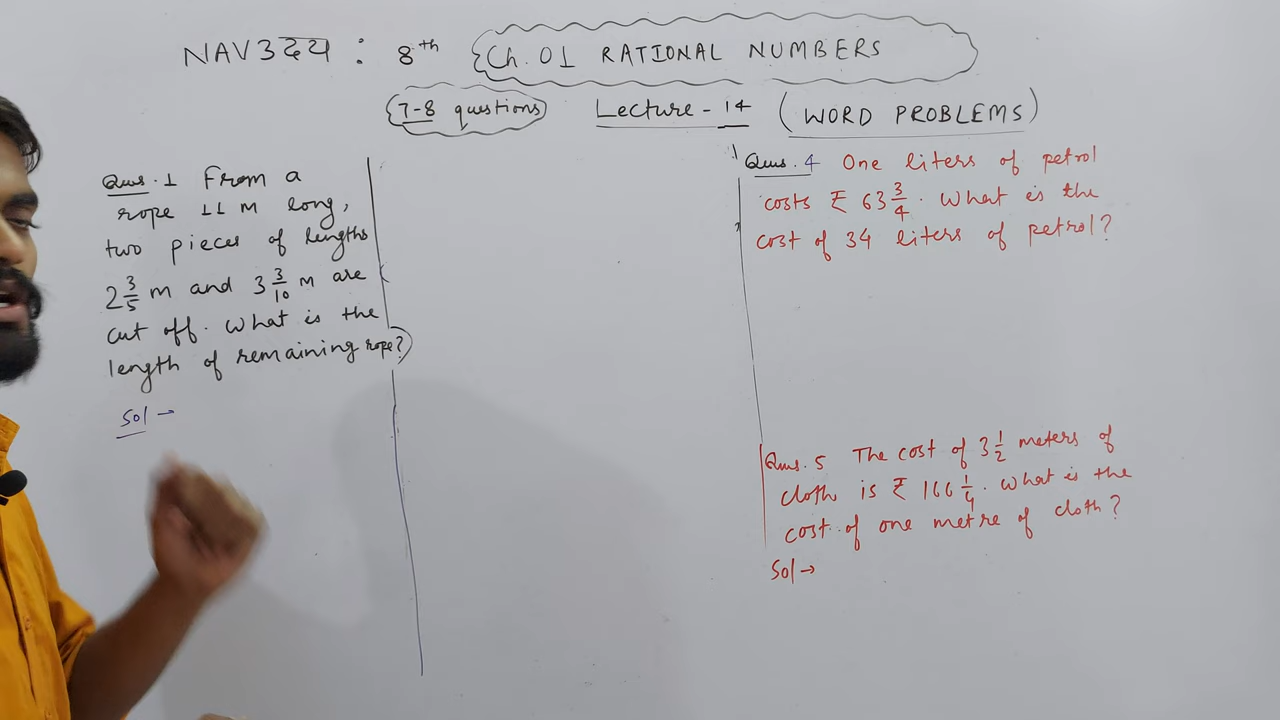 NAV322 : 8th Ch. 01 RATIONAL NUMBERS
7-8 questions Lecture - 14 (WORD PROBLEMS)
Ques. 1 From a
rope 11 M long,
two pieces of lengths
2 3/5 m and 3 3/10 m are
cut off. What is the
length of remaining rope?
Sol →
Ques. 4 One liters of petrol
costs ₹ 63 3/4. What is the
cost of 34 liters of petrol?
Ques. 5 The cost of 3 1/2 meters of
cloth is ₹ 166 1/4. What is the
cost of one metre of cloth?
Sol →